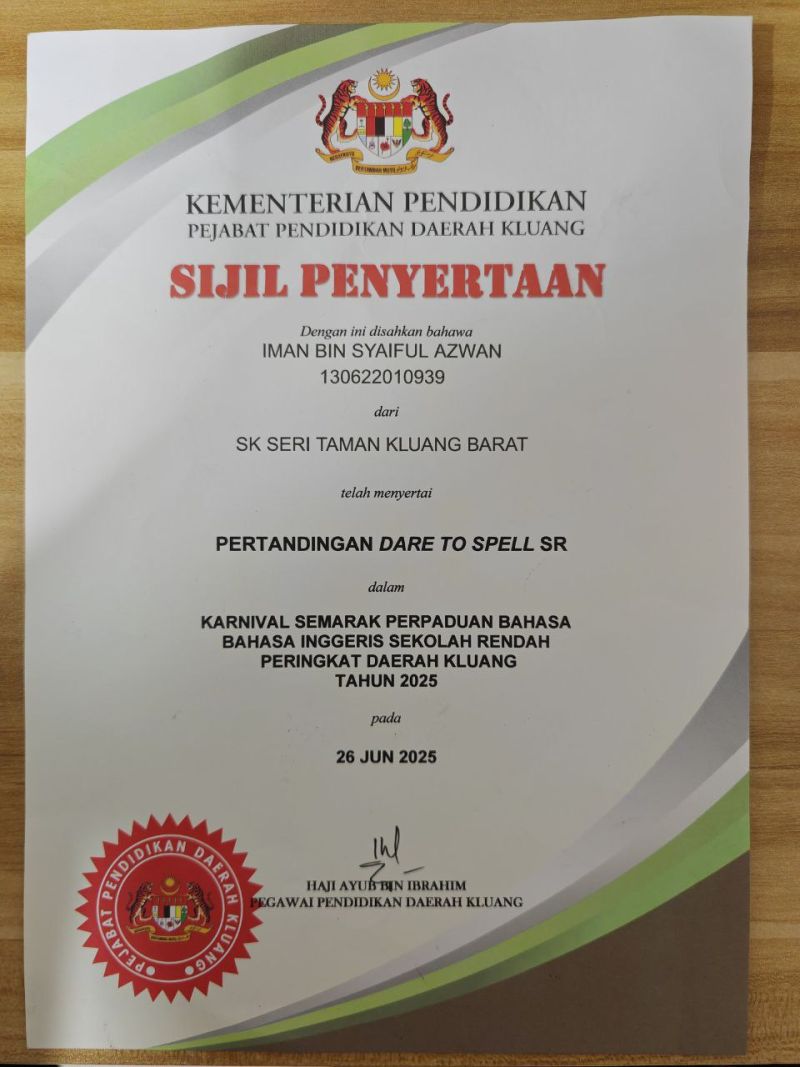 KEMENTERIAN PENDIDIKAN
PEJABAT PENDIDIKAN DAERAH KLUANG
SIJIL PENYERTAAN
Dengan ini disahkan bahawa
IMAN BIN SYAIFUL AZWAN
130622010939
dari
SK SERI TAMAN KLUANG BARAT
telah menyertai
PERTANDINGAN DARE TO SPELL SR
dalam
KARNIVAL SEMARAK PERPADUAN BAHASA
BAHASA INGGERIS SEKOLAH RENDAH
PERINGKAT DAERAH KLUANG
TAHUN 2025
pada
26 JUN 2025
HAJI AYUB BIN IBRAHIM
PEGAWAI PENDIDIKAN DAERAH KLUANG
PEJABAT PENDIDIKAN DAERAH KLUANG